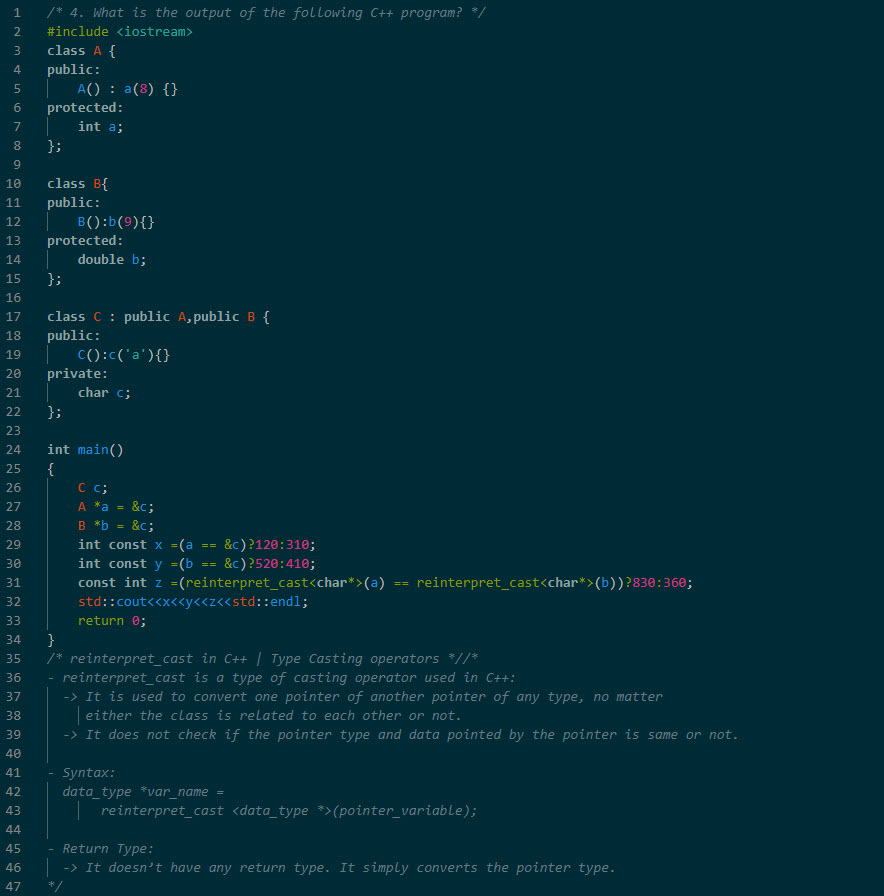 1 /* 4. What is the output of the following C++ program? */
2 #include <iostream>
3 class A {
4 public:
5     A() : a(8) {}
6 protected:
7     int a;
8 };
9
10 class B{
11 public:
12     B():b(9){}
13 protected:
14     double b;
15 };
16
17 class C : public A,public B {
18 public:
19     C():c('a'){}
20 private:
21     char c;
22 };
23
24 int main()
25 {
26     C c;
27     A *a = &c;
28     B *b = &c;
29     int const x =(a == &c)?120:310;
30     int const y =(b == &c)?520:410;
31     const int z =(reinterpret_cast<char*>(a) == reinterpret_cast<char*>(b))?830:360;
32     std::cout<<x<<y<<z<<std::endl;
33     return 0;
34 }
35 /* reinterpret_cast in C++ | Type Casting operators *//*
36 - reinterpret_cast is a type of casting operator used in C++:
37   -> It is used to convert one pointer of another pointer of any type, no matter
38      either the class is related to each other or not.
39   -> It does not check if the pointer type and data pointed by the pointer is same or not.
40
41 - Syntax:
42   data_type *var_name =
43        reinterpret_cast <data_type *>(pointer_variable);
44
45 - Return Type:
46   -> It doesn't have any return type. It simply converts the pointer type.
47 */